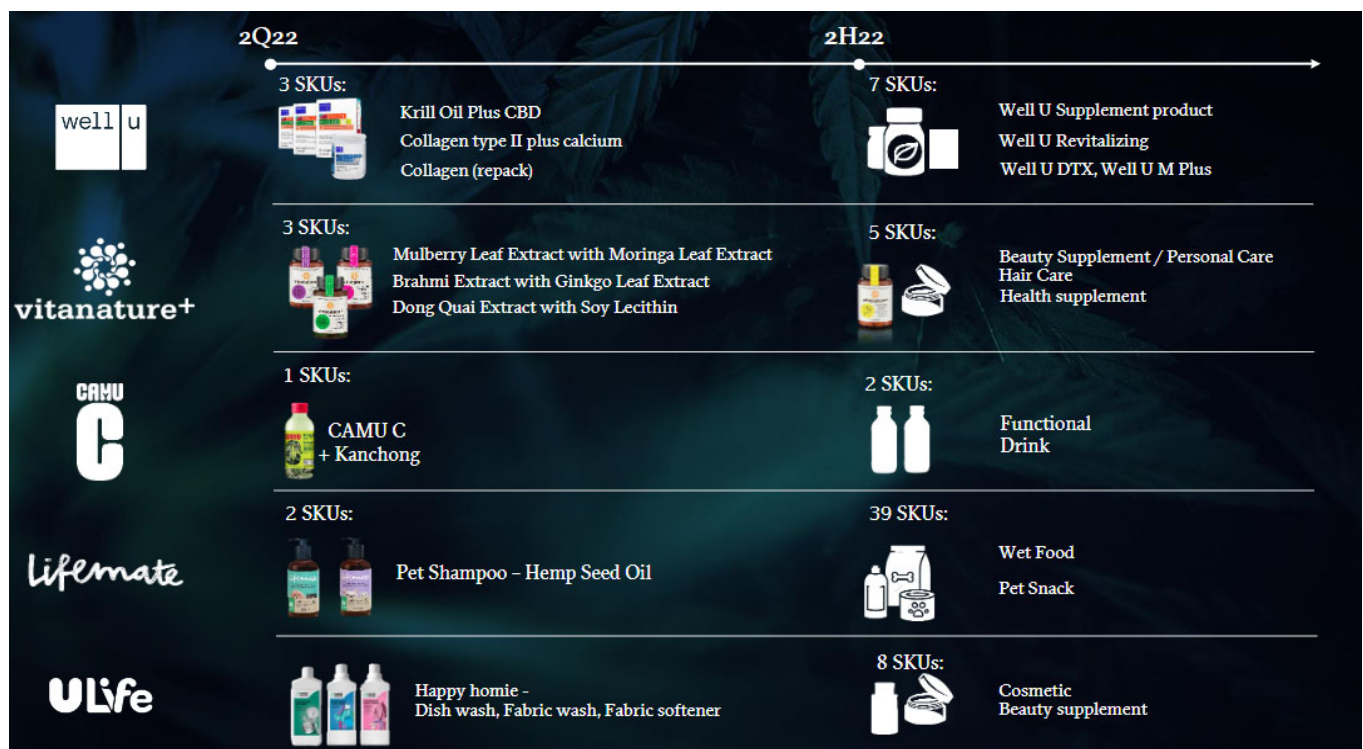 2Q22
2H22
well u
3 SKUs:
Krill Oil Plus CBD
Collagen type II plus calcium
Collagen (repack)
7 SKUs:
Well U Supplement product
Well U Revitalizing
Well U DTX, Well U M Plus
vitanature+
3 SKUs:
Mulberry Leaf Extract with Moringa Leaf Extract
Brahmi Extract with Ginkgo Leaf Extract
Dong Quai Extract with Soy Lecithin
5 SKUs:
Beauty Supplement / Personal Care
Hair Care
Health supplement
CAMU
C
1 SKUs:
CAMU C
+ Kanchong
2 SKUs:
Functional
Drink
Lifemate
2 SKUs:
Pet Shampoo – Hemp Seed Oil
39 SKUs:
Wet Food
Pet Snack
ULife
Happy homie -
Dish wash, Fabric wash, Fabric softener
8 SKUs:
Cosmetic
Beauty supplement